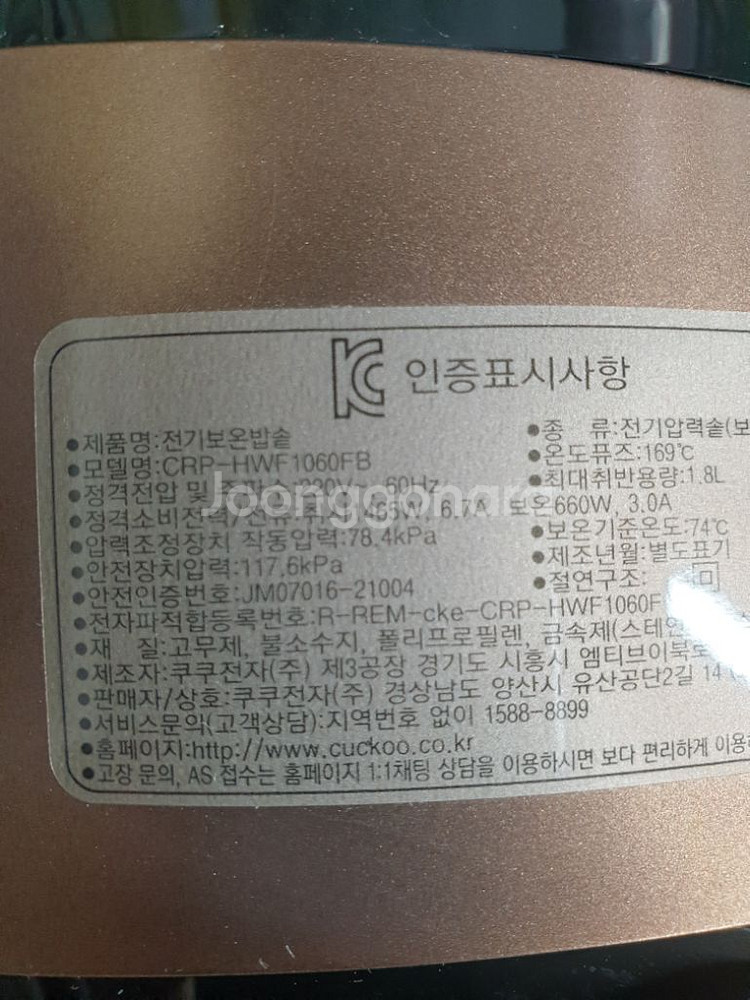 KC 인증표시사항
●제품명:전기보온밥솥 ●종 류:전기압력솥(보
●모델명:CRP-HWF1060FB ●온도퓨즈:169℃
●정격전압 및 220V~ 60Hz ●최대취반용량:1.8L
●정격소비전력/전류: 6.7A, 보온660W, 3.0A
●압력조정장치 작동압력:78.4kPa ●보온기준온도:74℃
●안전장치압력:117.6kPa ●제조년월:별도표기
●안전인증번호:JM07016-21004 ●절연구조:
●전자파적합등록번호:R-REM-cke-CRP-HWF1060F
●재 질:고무제, 불소수지, 폴리프로필렌, 금속제(스테인
●제조자:쿠쿠전자(주) 제3공장 경기도 시흥시 엠티브이북로
●판매자/상호:쿠쿠전자(주) 경상남도 양산시 유산공단2길 14
●서비스문의(고객상담):지역번호 없이 1588-8899
●홈페이지:http://www.cuckoo.co.kr
●고장 문의, AS 접수는 홈페이지 1:1채팅 상담을 이용하시면 보다 편리하게 이용
Joonggonara